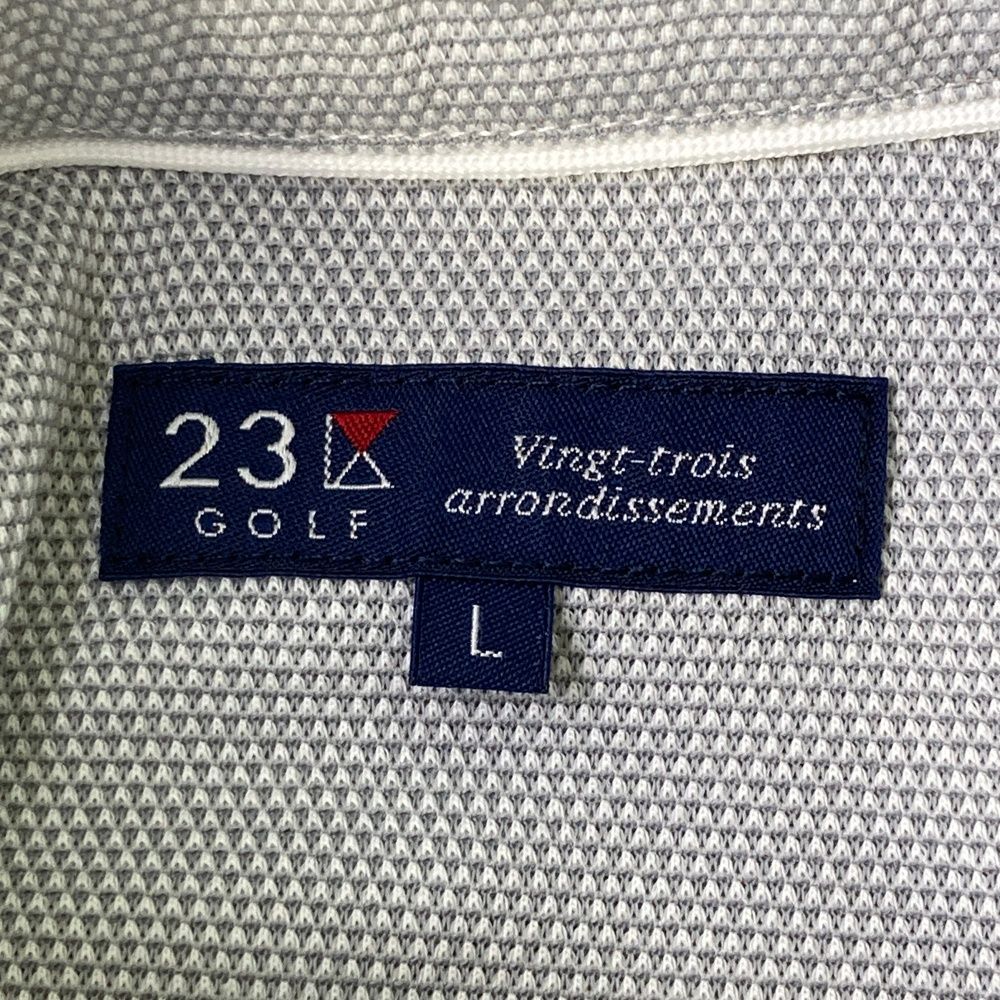 23
GOLF
Vingt-trois
arrondissements
L